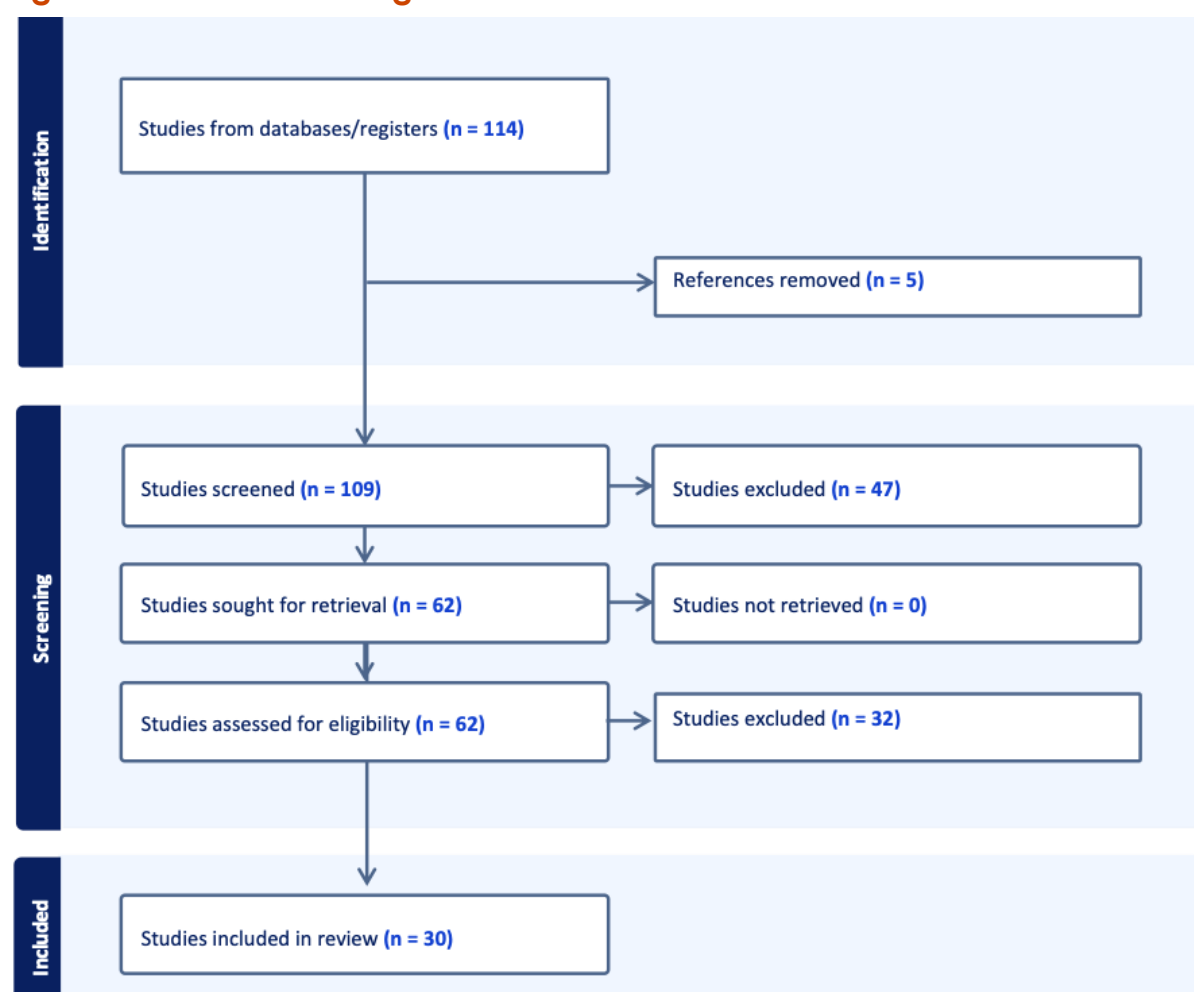 Identification
Studies from databases/registers (n = 114)
References removed (n = 5)
Screening
Studies screened (n = 109)
Studies excluded (n = 47)
Studies sought for retrieval (n = 62)
Studies not retrieved (n = 0)
Studies assessed for eligibility (n = 62)
Studies excluded (n = 32)
Included
Studies included in review (n = 30)